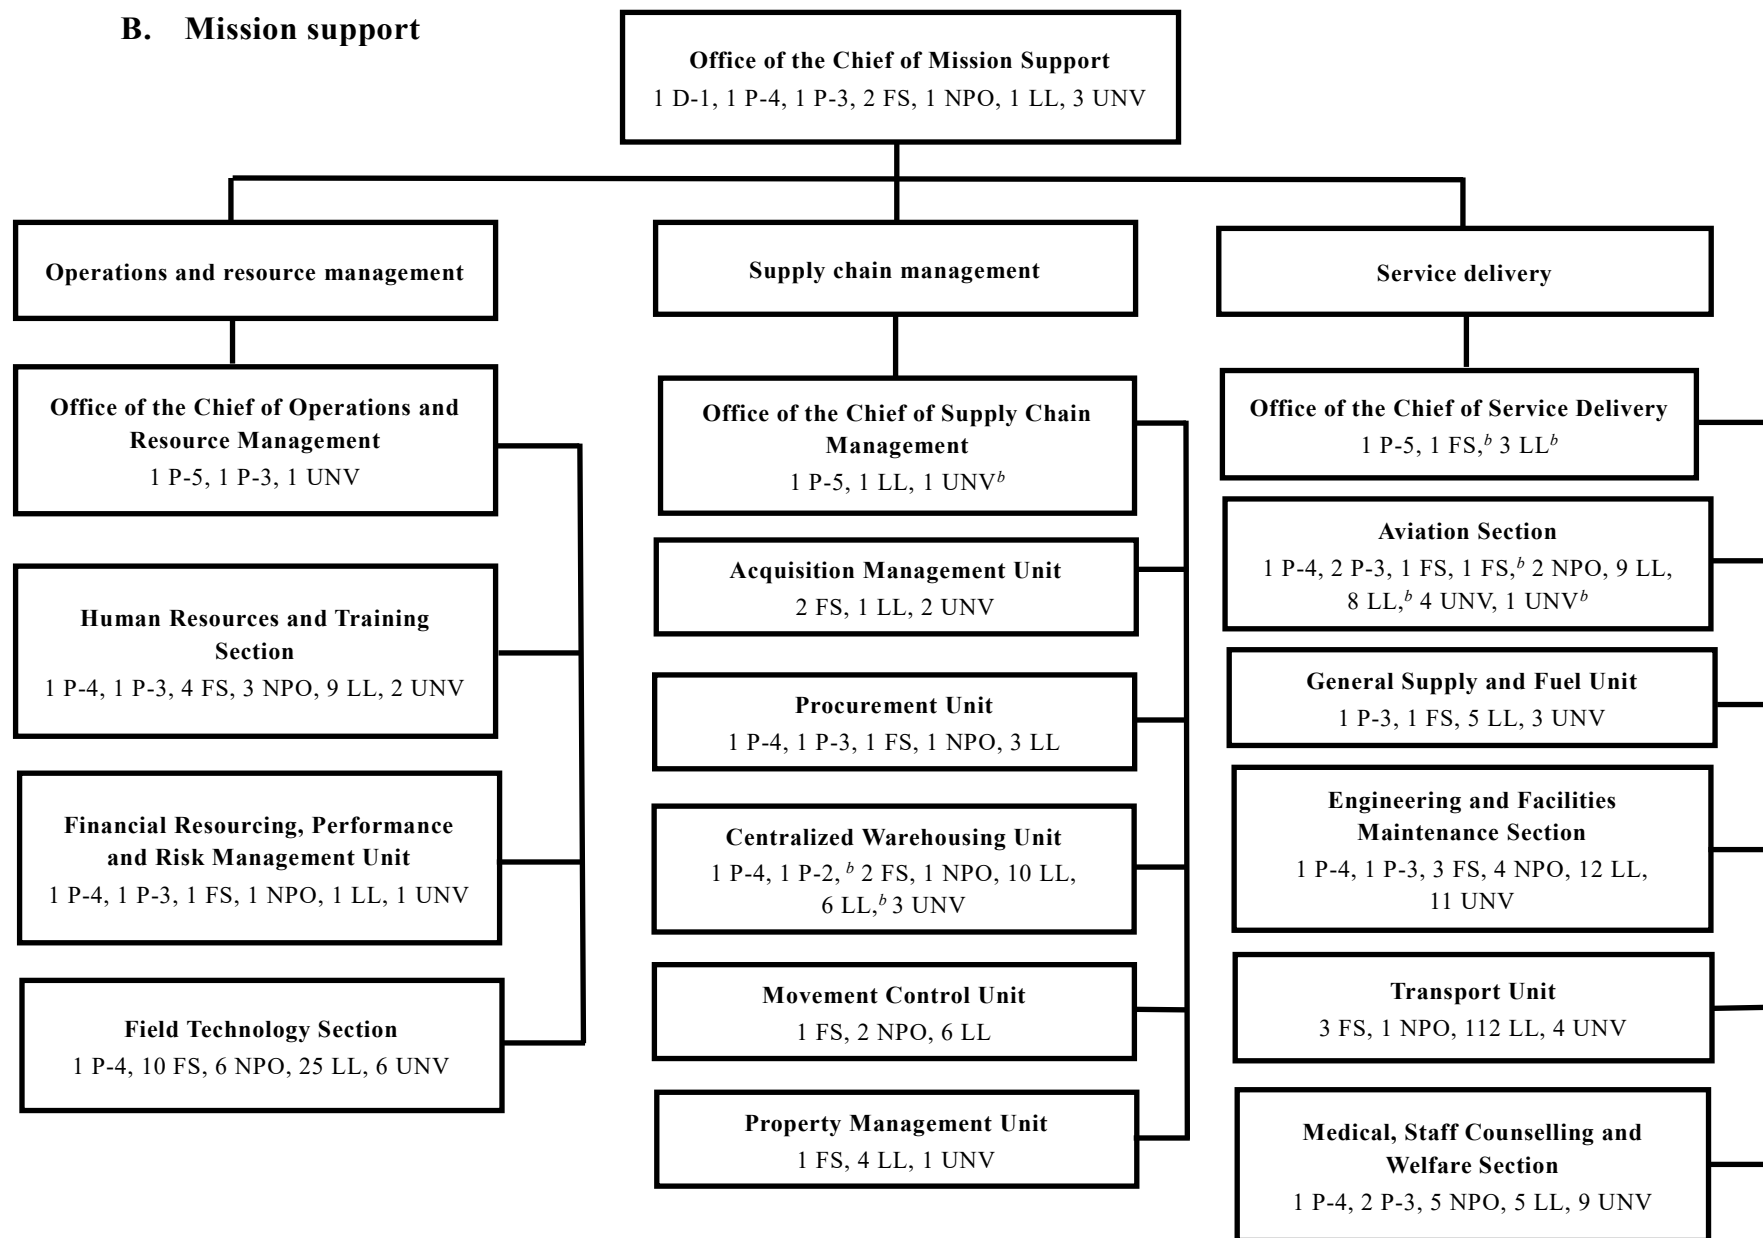 B. Mission support
Office of the Chief of Mission Support
1 D-1, 1 P-4, 1 P-3, 2 FS, 1 NPO, 1 LL, 3 UNV
Operations and resource management
Office of the Chief of Operations and
Resource Management
1 P-5, 1 P-3, 1 UNV
Human Resources and Training
Section
1 P-4, 1 P-3, 4 FS, 3 NPO, 9 LL, 2 UNV
Financial Resourcing, Performance
and Risk Management Unit
1 P-4, 1 P-3, 1 FS, 1 NPO, 1 LL, 1 UNV
Field Technology Section
1 P-4, 10 FS, 6 NPO, 25 LL, 6 UNV
Supply chain management
Office of the Chief of Supply Chain
Management
1 P-5, 1 LL, 1 UNVᵇ
Acquisition Management Unit
2 FS, 1 LL, 2 UNV
Procurement Unit
1 P-4, 1 P-3, 1 FS, 1 NPO, 3 LL
Centralized Warehousing Unit
1 P-4, 1 P-2, ᵇ 2 FS, 1 NPO, 10 LL,
6 LL,ᵇ 3 UNV
Movement Control Unit
1 FS, 2 NPO, 6 LL
Property Management Unit
1 FS, 4 LL, 1 UNV
Service delivery
Office of the Chief of Service Delivery
1 P-5, 1 FS,ᵇ 3 LLᵇ
Aviation Section
1 P-4, 2 P-3, 1 FS, 1 FS,ᵇ 2 NPO, 9 LL,
8 LL,ᵇ 4 UNV, 1 UNVᵇ
General Supply and Fuel Unit
1 P-3, 1 FS, 5 LL, 3 UNV
Engineering and Facilities
Maintenance Section
1 P-4, 1 P-3, 3 FS, 4 NPO, 12 LL,
11 UNV
Transport Unit
3 FS, 1 NPO, 112 LL, 4 UNV
Medical, Staff Counselling and
Welfare Section
1 P-4, 2 P-3, 5 NPO, 5 LL, 9 UNV